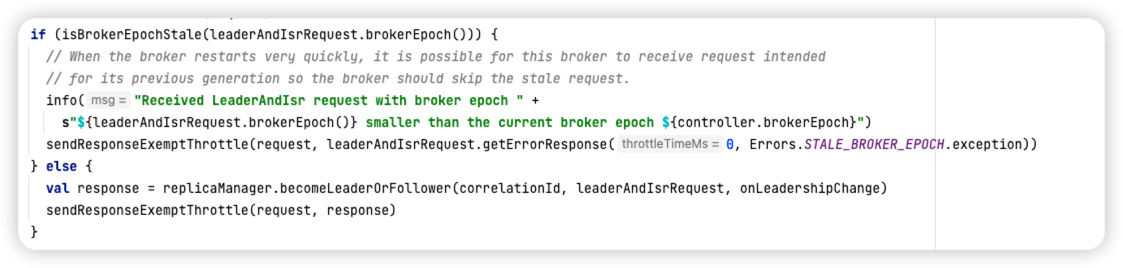 if (isBrokerEpochStale(leaderAndIsrRequest.brokerEpoch())) {
// When the broker restarts very quickly, it is possible for this broker to receive request intended
// for its previous generation so the broker should skip the stale request.
info( msg = "Received LeaderAndIsr request with broker epoch " +
s"${leaderAndIsrRequest.brokerEpoch()} smaller than the current broker epoch ${controller.brokerEpoch}")
sendResponseExemptThrottle(request, leaderAndIsrRequest.getErrorResponse( throttleTimeMs = 0, Errors.STALE_BROKER_EPOCH.exception))
} else {
val response = replicaManager.becomeLeaderOrFollower(correlationId, leaderAndIsrRequest, onLeadershipChange)
sendResponseExemptThrottle(request, response)
}